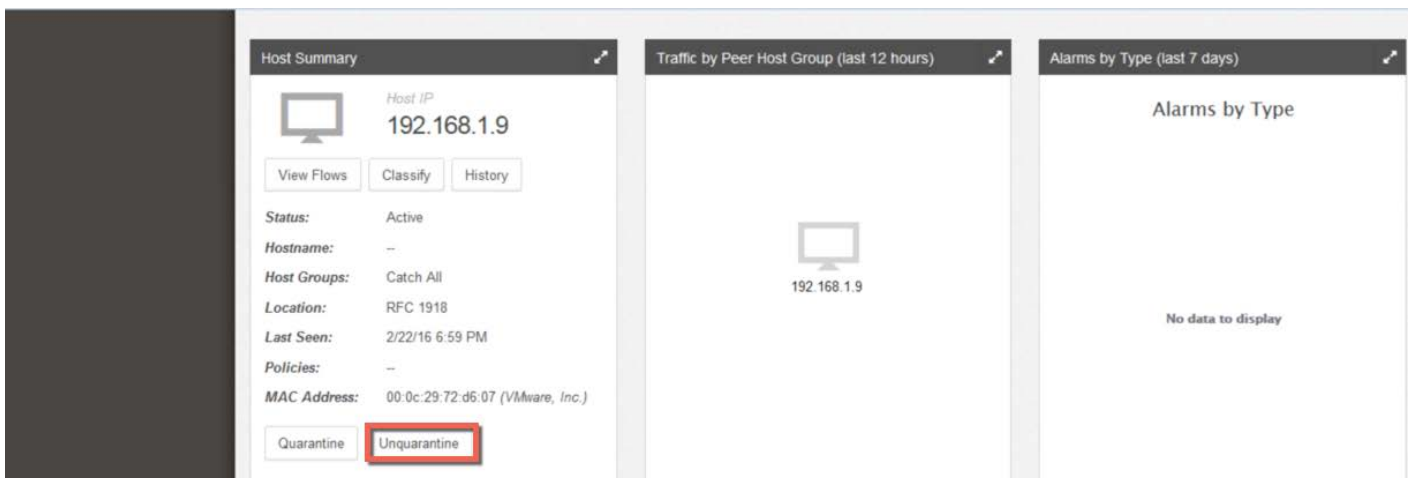 Host Summary
Host IP
192.168.1.9
View Flows Classify History
Status: Active
Hostname: --
Host Groups: Catch All
Location: RFC 1918
Last Seen: 2/22/16 6:59 PM
Policies: --
MAC Address: 00:0c:29:72:d6:07 (VMware, Inc.)
Quarantine Unquarantine
Traffic by Peer Host Group (last 12 hours)
192.168.1.9
Alarms by Type (last 7 days)
Alarms by Type
No data to display